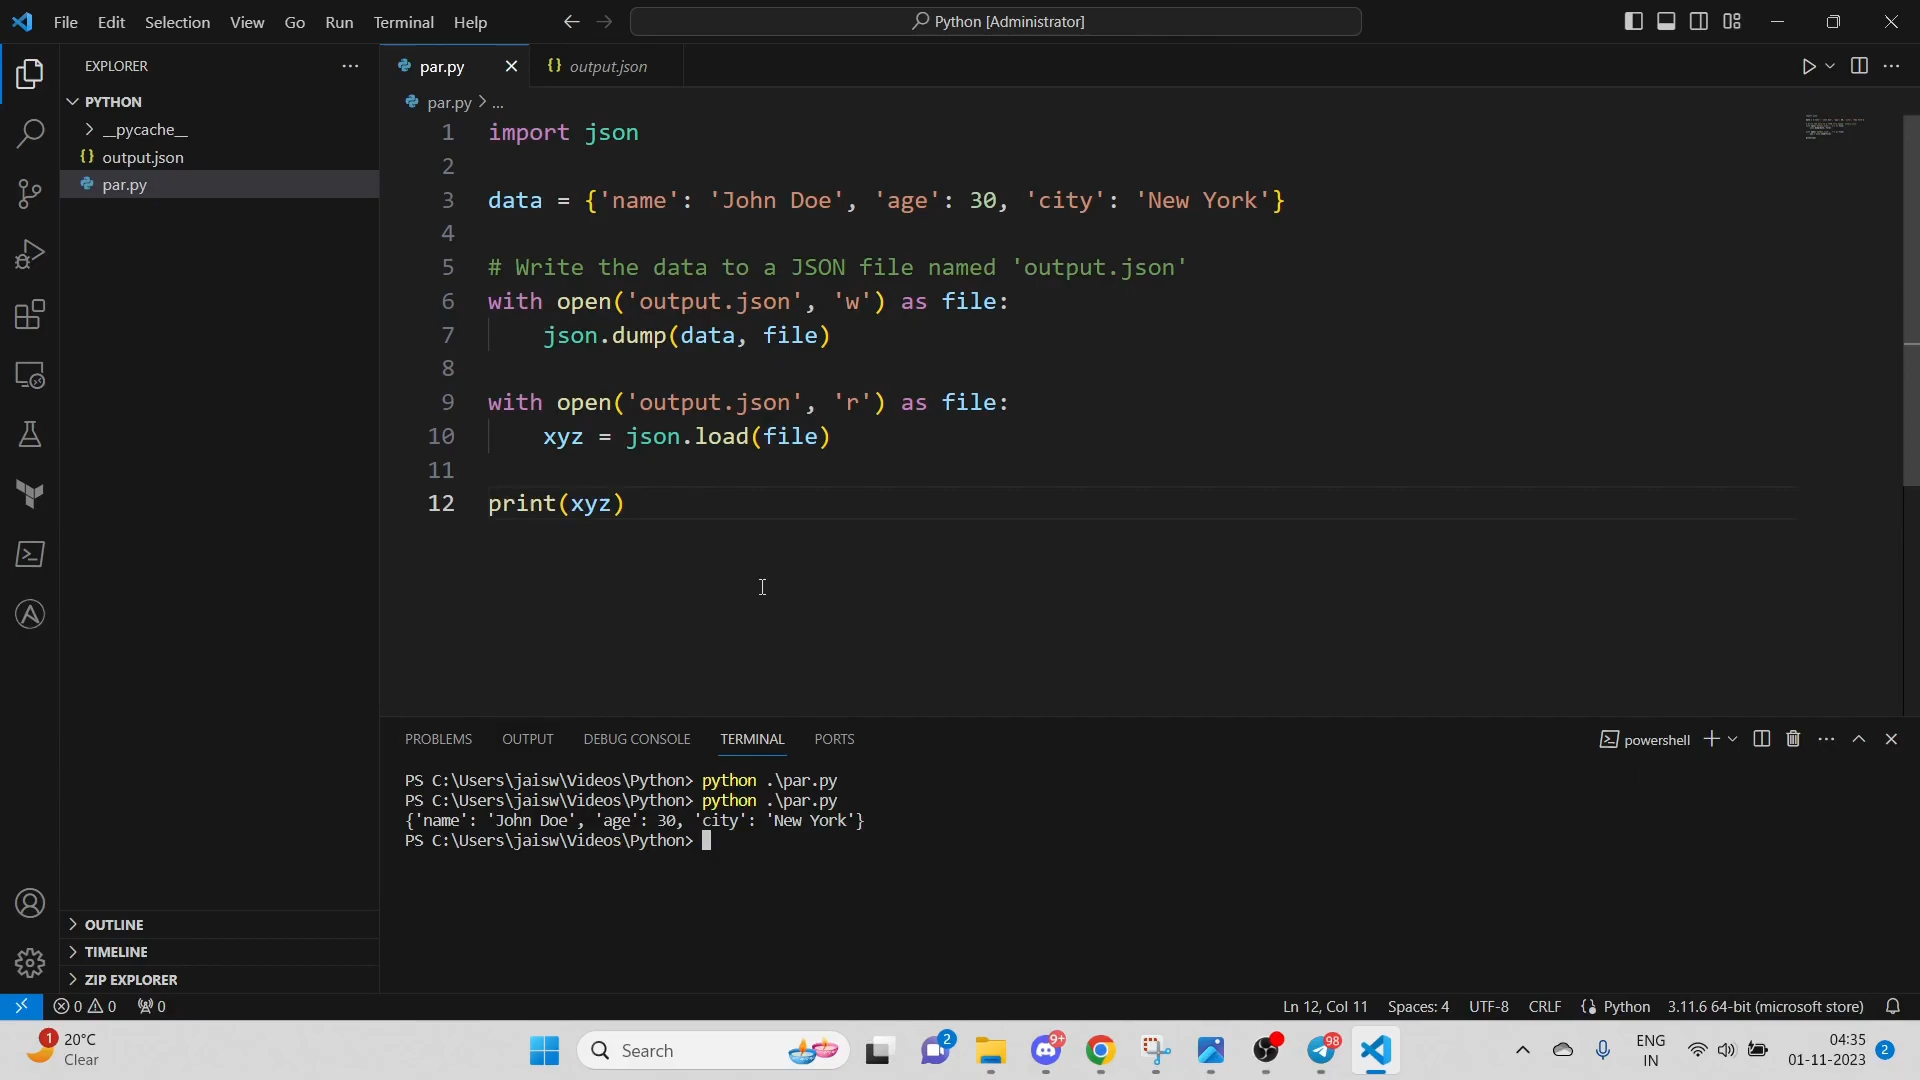 File Edit Selection View Go Run Terminal Help
Python [Administrator]
EXPLORER
PYTHON
__pycache__
output.json
par.py
par.py
output.json
par.py > ...
1 import json
2
3 data = {'name': 'John Doe', 'age': 30, 'city': 'New York'}
4
5 # Write the data to a JSON file named 'output.json'
6 with open('output.json', 'w') as file:
7 json.dump(data, file)
8
9 with open('output.json', 'r') as file:
10 xyz = json.load(file)
11
12 print(xyz)
PROBLEMS OUTPUT DEBUG CONSOLE TERMINAL PORTS
powershell
PS C:\Users\jaisw\Videos\Python> python .\par.py
PS C:\Users\jaisw\Videos\Python> python .\par.py
{'name': 'John Doe', 'age': 30, 'city': 'New York'}
PS C:\Users\jaisw\Videos\Python>
OUTLINE
TIMELINE
ZIP EXPLORER
0 0 0
Ln 12, Col 11 Spaces: 4 UTF-8 CRLF Python 3.11.6 64-bit (microsoft store)
1
20°C
Clear
Search
2
9+
98
ENG
IN
04:35
01-11-2023
2